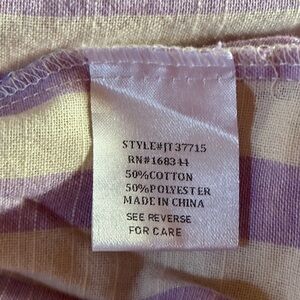 STYLE#JT37715
RN#168344
50%COTTON
50%POLYESTER
MADE IN CHINA
SEE REVERSE
FOR CARE